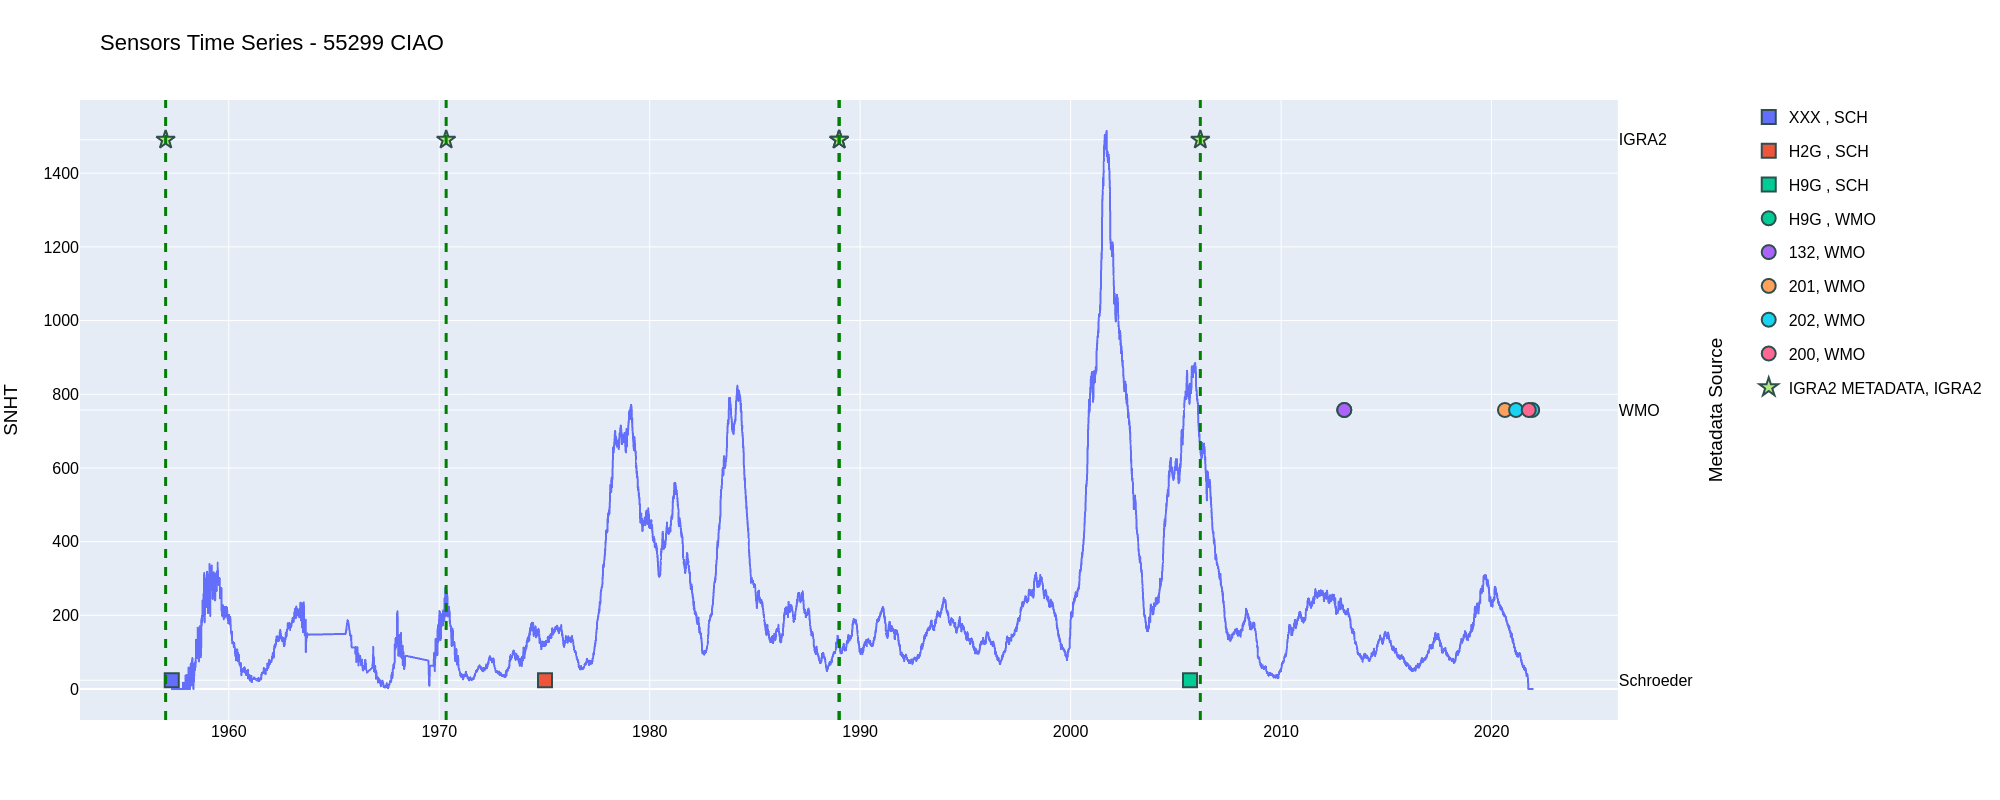 Sensors Time Series - 55299 CIAO
SNHT
1400
1200
1000
800
600
400
200
0
1960
1970
1980
1990
2000
2010
2020
IGRA2
WMO
Schroeder
Metadata Source
XXX , SCH
H2G , SCH
H9G , SCH
H9G , WMO
132, WMO
201, WMO
202, WMO
200, WMO
IGRA2 METADATA, IGRA2